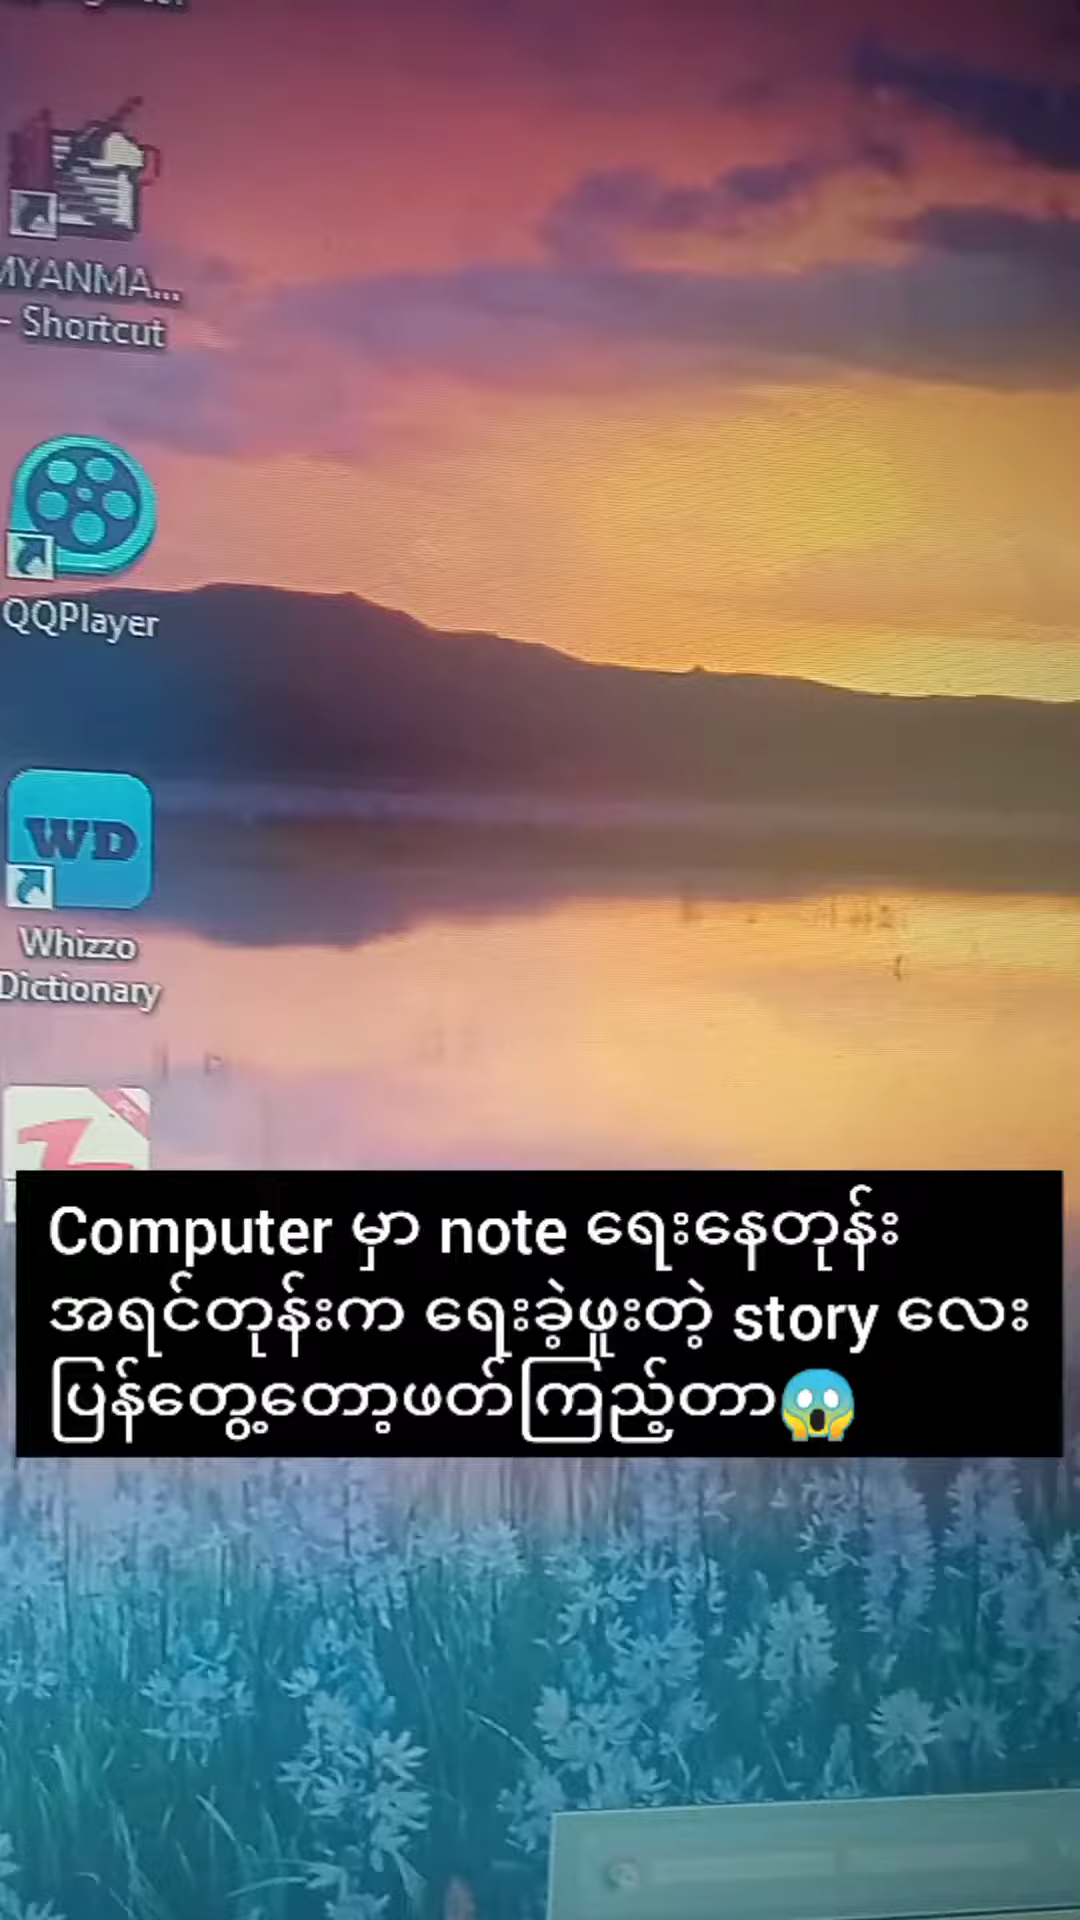 MYANMA...
- Shortcut
QQPlayer
WD
Whizzo
Dictionary
Computer မှာ note ရေးနေတုန်း
အရင်တုန်းက ရေးခဲ့ဖူးတဲ့ story လေး
ပြန်တွေ့တော့ဖတ်ကြည့်တာ😱